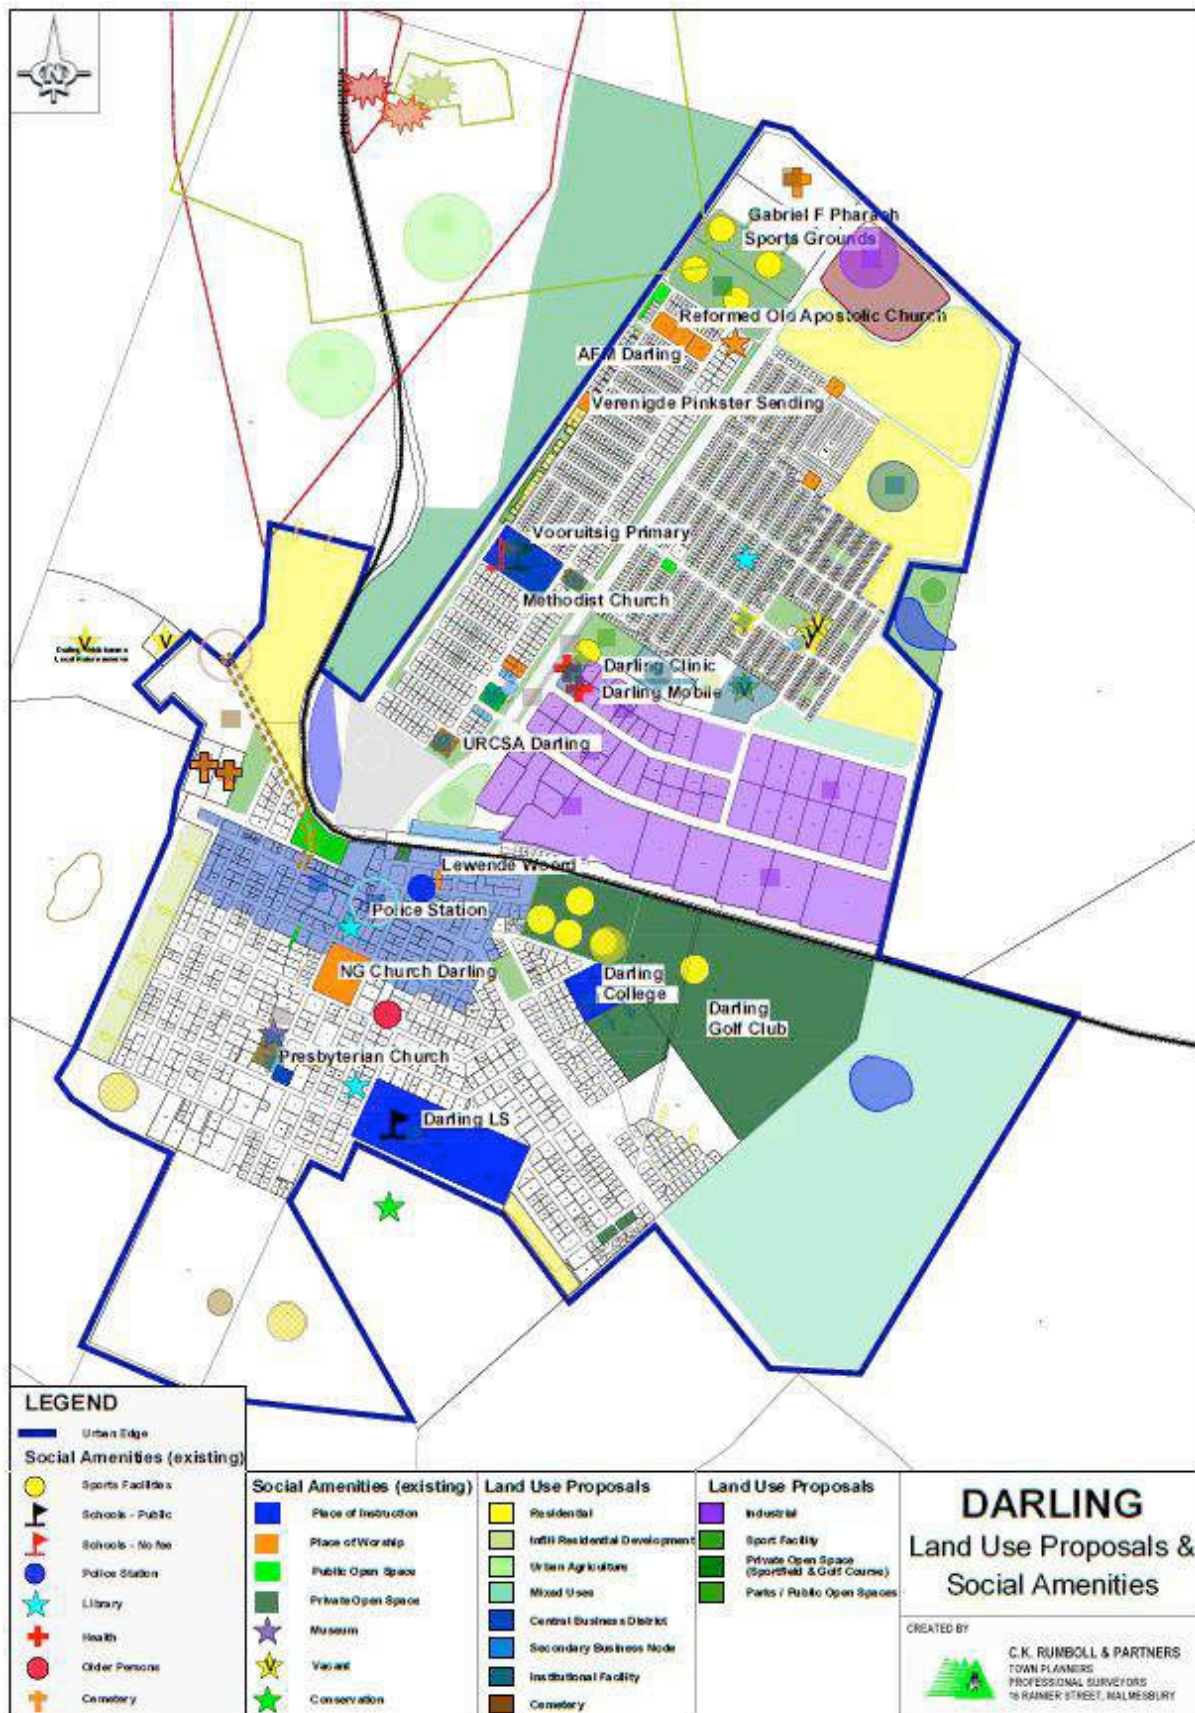 N
Gabriel F Pharaoh
Sports Grounds
Reformed Old Apostolic Church
AFM Darling
Verenigde Pinkster Sending
Vooruitsig Primary
Methodist Church
Darling Clinic
Darling Mobile
URCSA Darling
V
V
V
Local
Lewende Woord
Police Station
NG Church Darling
Darling
College
Darling
Golf Club
Presbyterian Church
Darling LS
LEGEND
Urban Edge
Social Amenities (existing)
Sports Facilities
Schools - Public
Schools - No fee
Police Station
Library
Health
Older Persons
Cemetery
Social Amenities (existing)
Place of Instruction
Place of Worship
Public Open Space
Private Open Space
Museum
V
Vacant
Conservation
Land Use Proposals
Residential
Infill Residential Development
Urban Agriculture
Mixed Uses
Central Business District
Secondary Business Node
Institutional Facility
Cemetery
Land Use Proposals
Industrial
Sport Facility
Private Open Space
(Sportfield & Golf Course)
Parks / Public Open Spaces
DARLING
Land Use Proposals &
Social Amenities
CREATED BY
C.K. RUMBOLL & PARTNERS
TOWN PLANNERS
PROFESSIONAL SURVEYORS
16 RAINIER STREET, MALMESBURY